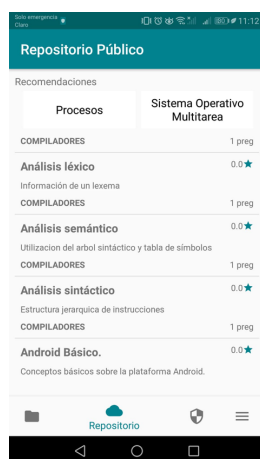 Solo emergencia
Claro
80 11:12
Repositorio Público
Recomendaciones
Procesos
Sistema Operativo
Multitarea
COMPILADORES 1 preg
Análisis léxico 0.0
Información de un lexema
COMPILADORES 1 preg
Análisis semántico 0.0
Utilizacion del arbol sintáctico y tabla de símbolos
COMPILADORES 1 preg
Análisis sintáctico 0.0
Estructura jerarquica de instrucciones
COMPILADORES 1 preg
Android Básico. 0.0
Conceptos básicos sobre la plataforma Android.
Repositorio